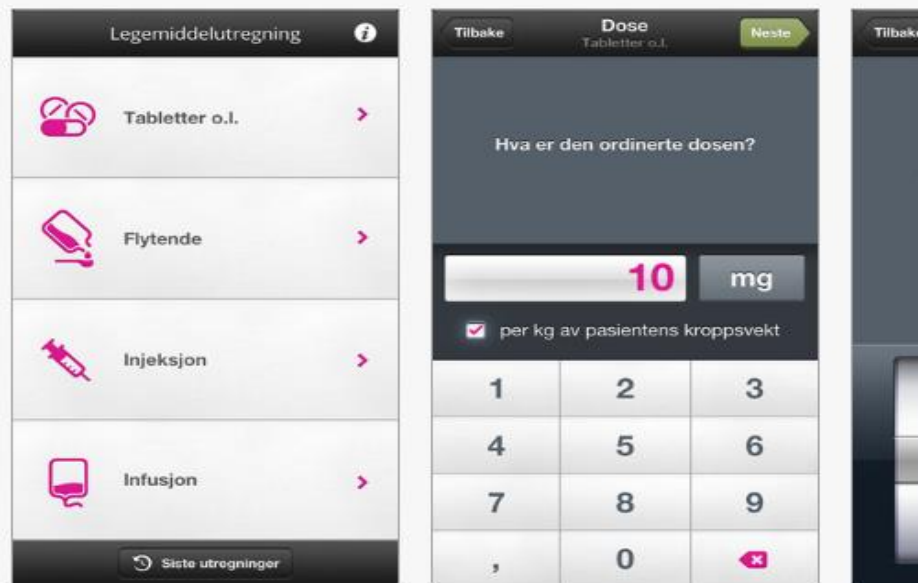 Legemiddelutregning
Tabletter o.l.
Flytende
Injeksjon
Infusjon
Siste utregninger
Tilbake
Dose
Tabletter o.l.
Neste
Hva er den ordinerte dosen?
10
mg
per kg av pasientens kroppsvekt
1 2 3
4 5 6
7 8 9
, 0
Tilbake